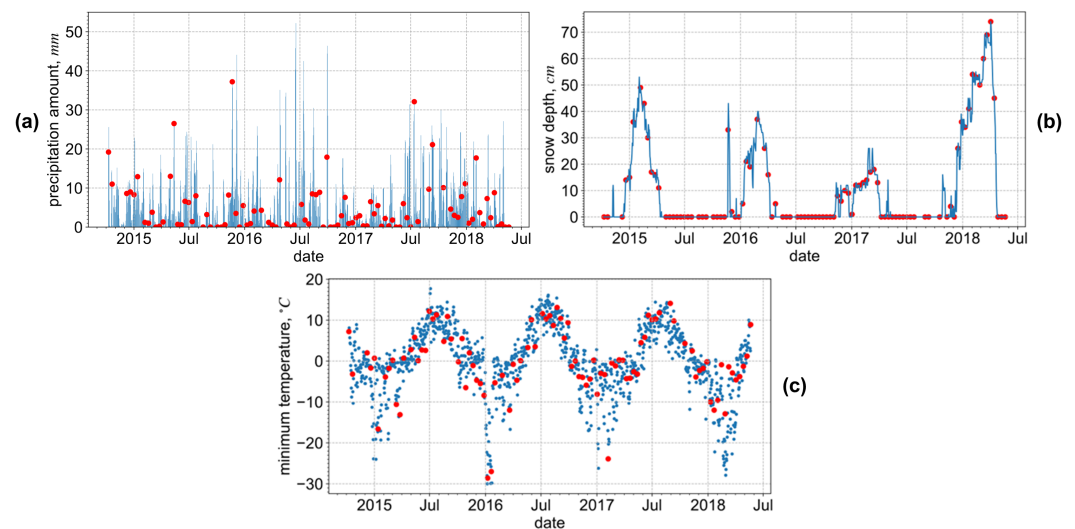 (a)
precipitation amount, mm
50
40
30
20
10
0
2015 Jul 2016 Jul 2017 Jul 2018 Jul
date
snow depth, cm
70
60
50
40
30
20
10
0
2015 Jul 2016 Jul 2017 Jul 2018 Jul
date
(b)
minimum temperature, °C
20
10
0
−10
−20
−30
2015 Jul 2016 Jul 2017 Jul 2018 Jul
date
(c)